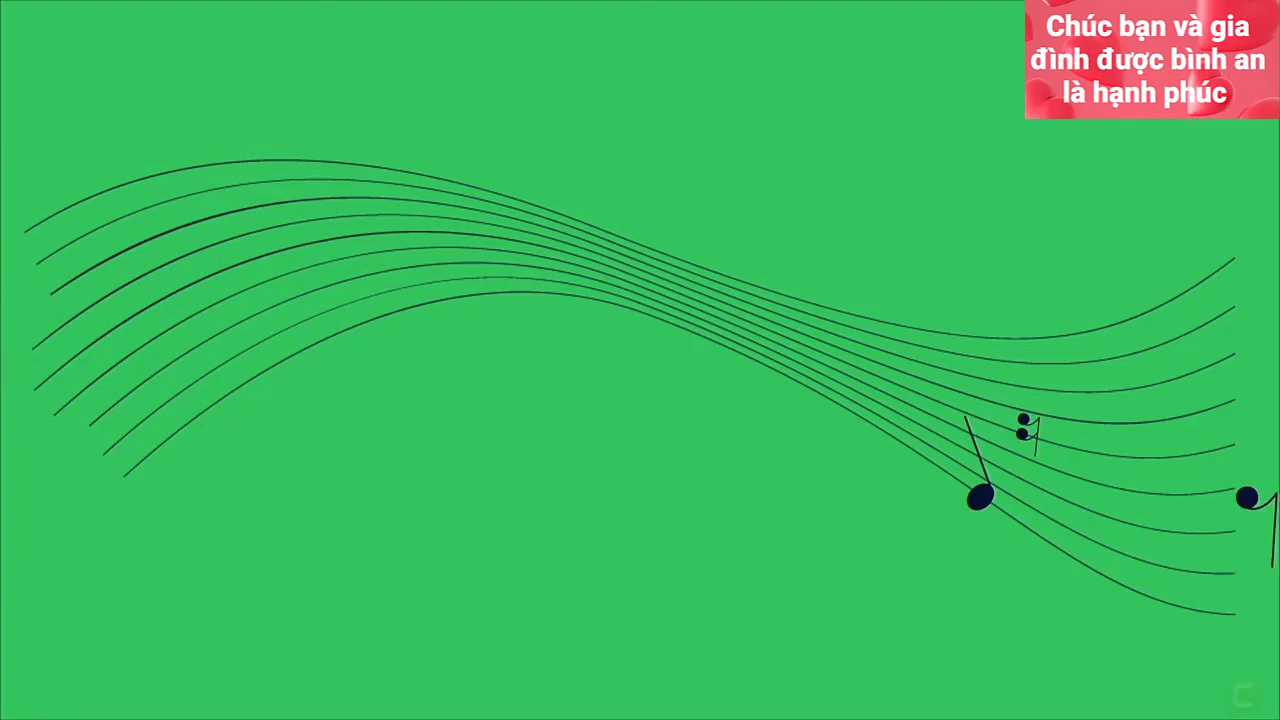 Chúc bạn và gia
đình được bình an
là hạnh phúc